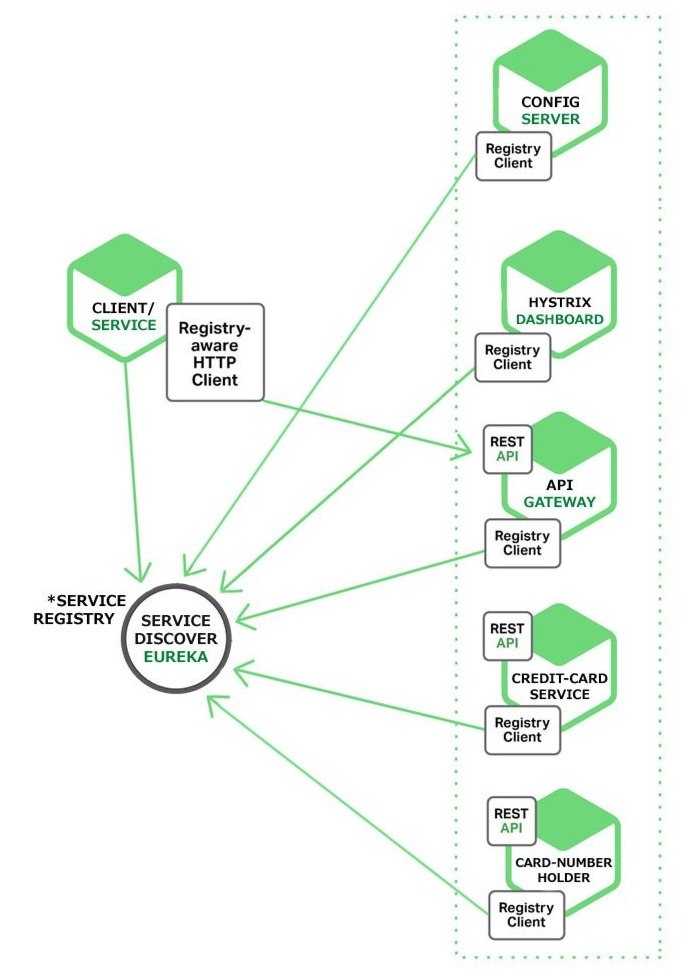 CONFIG
SERVER
Registry
Client
CLIENT/
SERVICE
Registry-
aware
HTTP
Client
HYSTRIX
DASHBOARD
Registry
Client
REST
API
API
GATEWAY
Registry
Client
*SERVICE
REGISTRY
SERVICE
DISCOVER
EUREKA
REST
API
CREDIT-CARD
SERVICE
Registry
Client
REST
API
CARD-NUMBER
HOLDER
Registry
Client